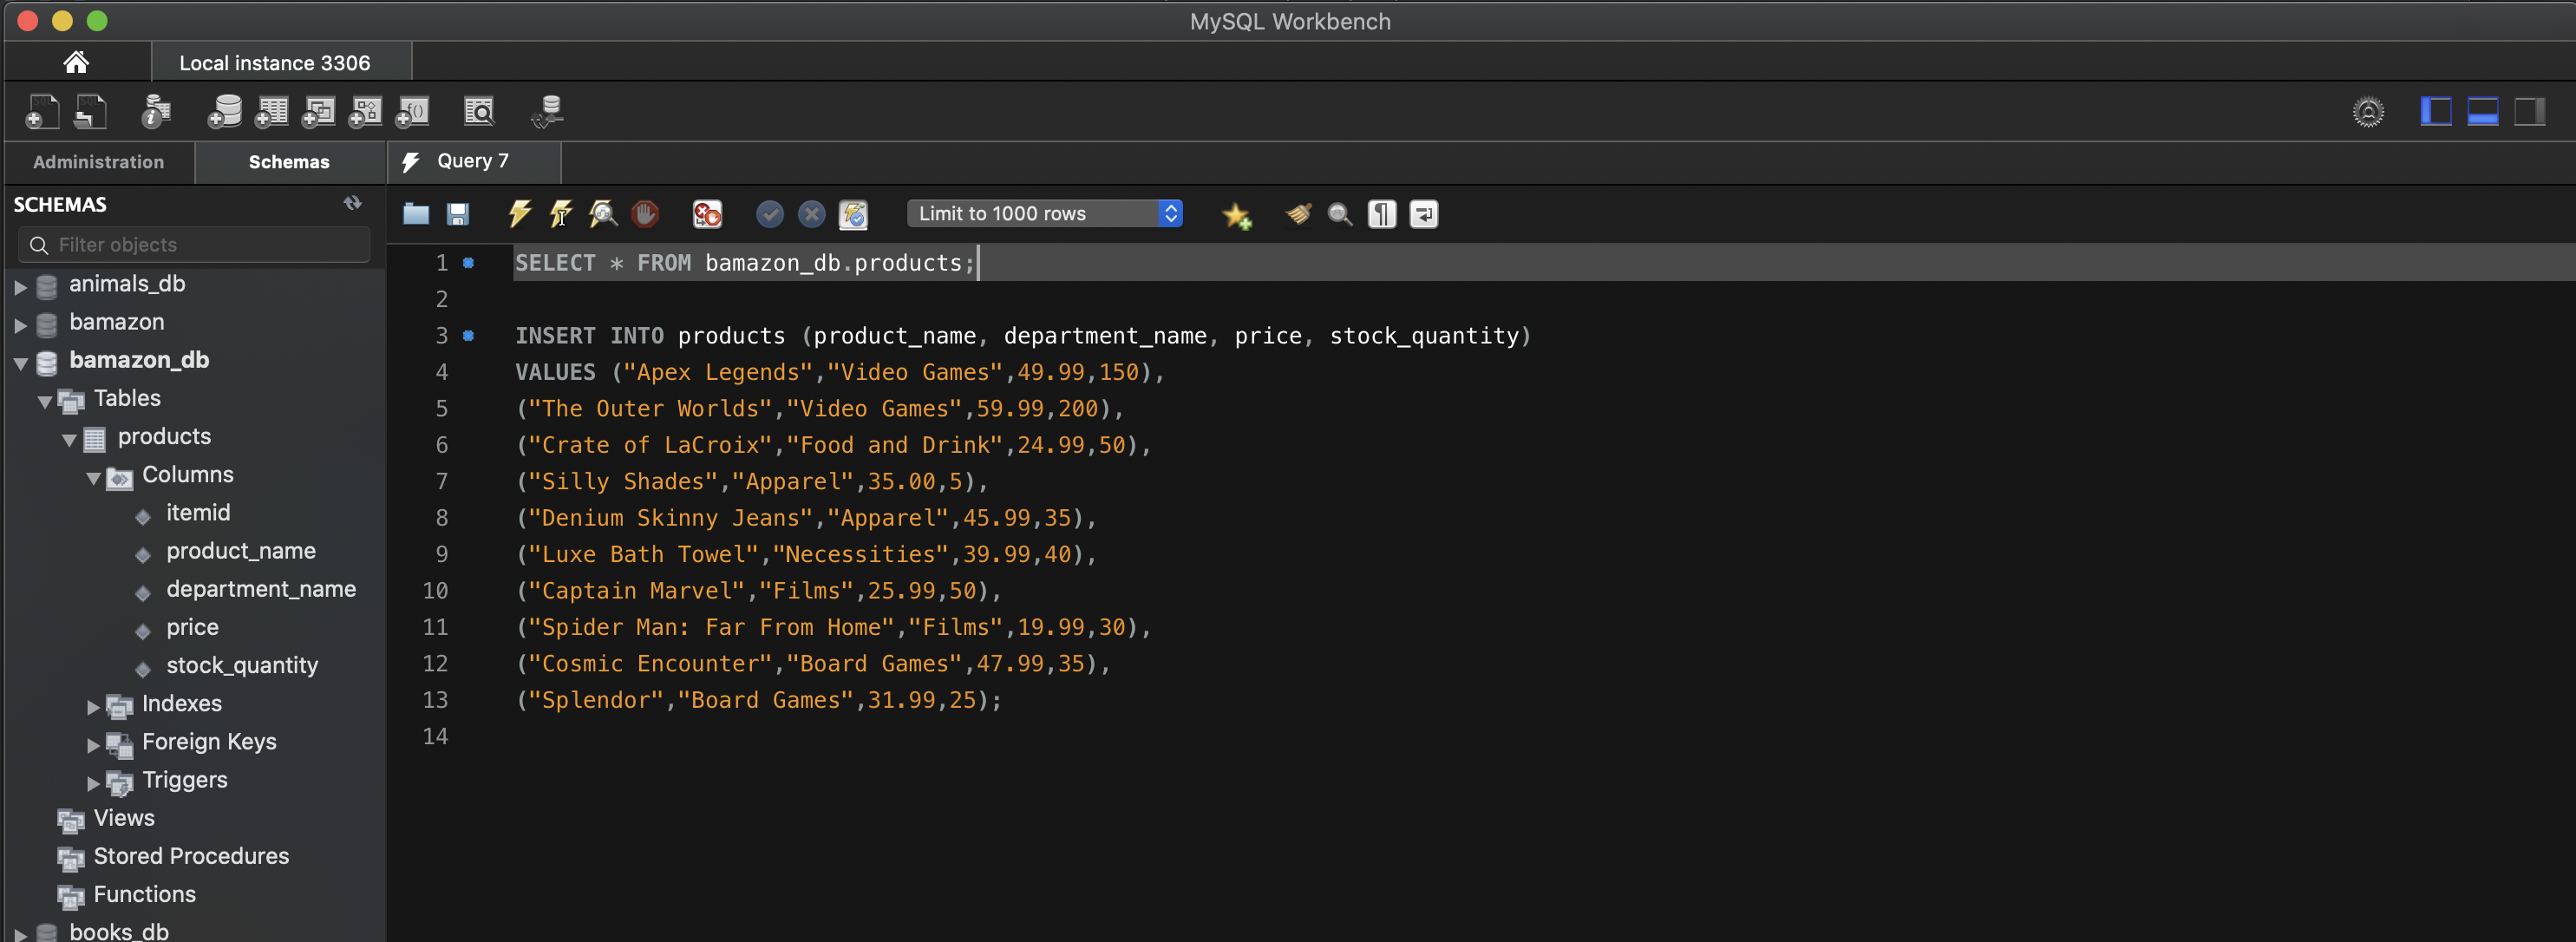 MySQL Workbench
Local instance 3306
Administration
Schemas
Query 7
SCHEMAS
Filter objects
Limit to 1000 rows
animals_db
bamazon
bamazon_db
Tables
products
Columns
itemid
product_name
department_name
price
stock_quantity
Indexes
Foreign Keys
Triggers
Views
Stored Procedures
Functions
books_db
1 SELECT * FROM bamazon_db.products;
2
3 INSERT INTO products (product_name, department_name, price, stock_quantity)
4 VALUES ("Apex Legends","Video Games",49.99,150),
5 ("The Outer Worlds","Video Games",59.99,200),
6 ("Crate of LaCroix","Food and Drink",24.99,50),
7 ("Silly Shades","Apparel",35.00,5),
8 ("Denium Skinny Jeans","Apparel",45.99,35),
9 ("Luxe Bath Towel","Necessities",39.99,40),
10 ("Captain Marvel","Films",25.99,50),
11 ("Spider Man: Far From Home","Films",19.99,30),
12 ("Cosmic Encounter","Board Games",47.99,35),
13 ("Splendor","Board Games",31.99,25);
14